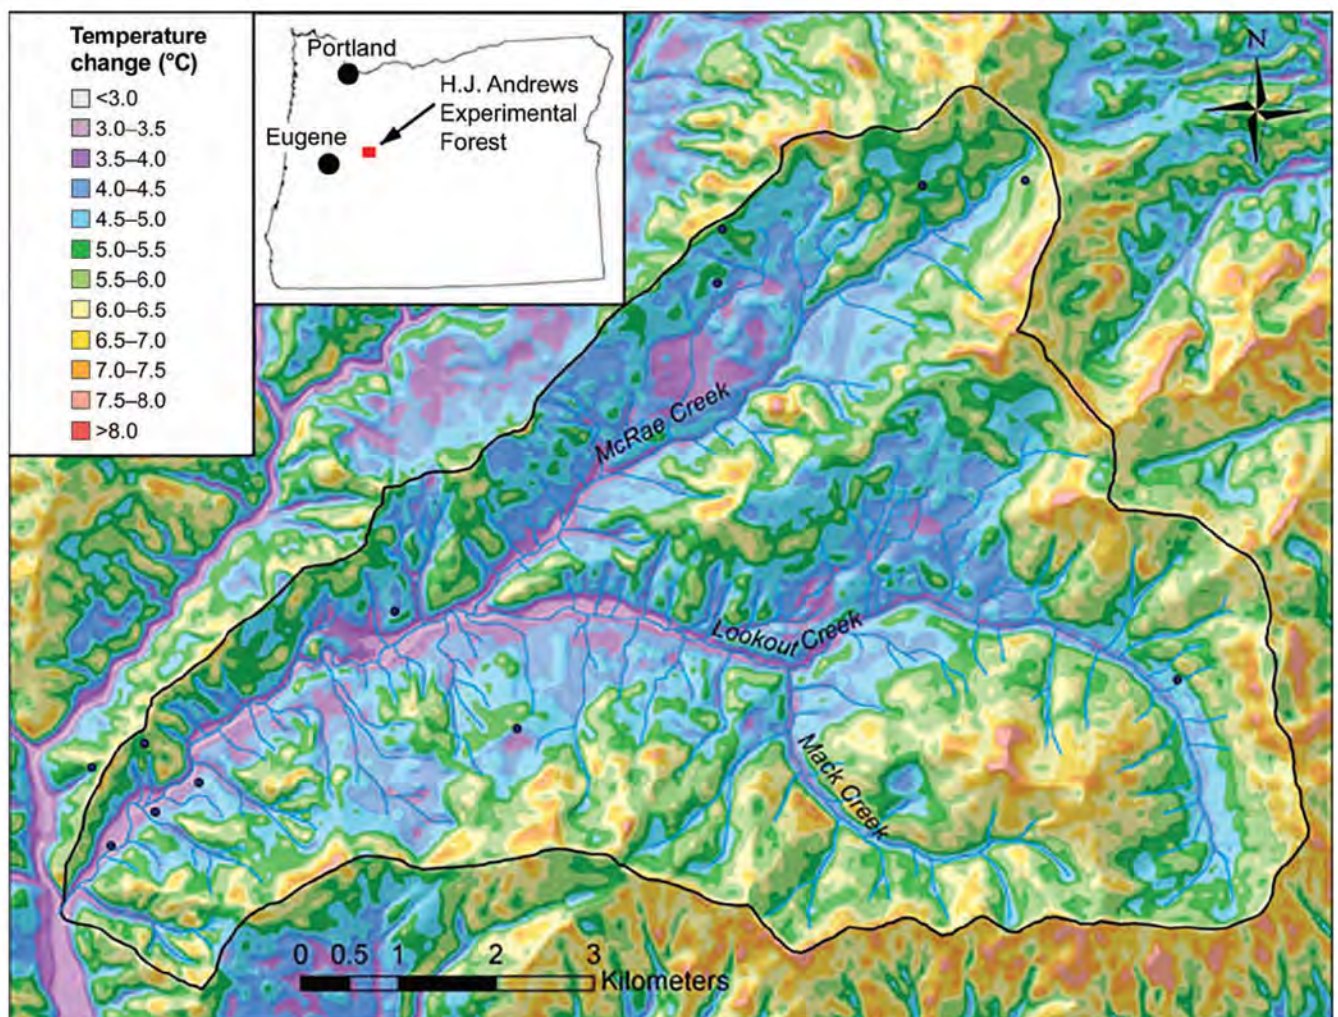 Temperature
change (°C)
<3.0
3.0–3.5
3.5–4.0
4.0–4.5
4.5–5.0
5.0–5.5
5.5–6.0
6.0–6.5
6.5–7.0
7.0–7.5
7.5–8.0
>8.0
Portland
H.J. Andrews
Experimental
Forest
Eugene
N
McRae Creek
Lookout Creek
Mack Creek
0 0.5 1 2 3
Kilometers